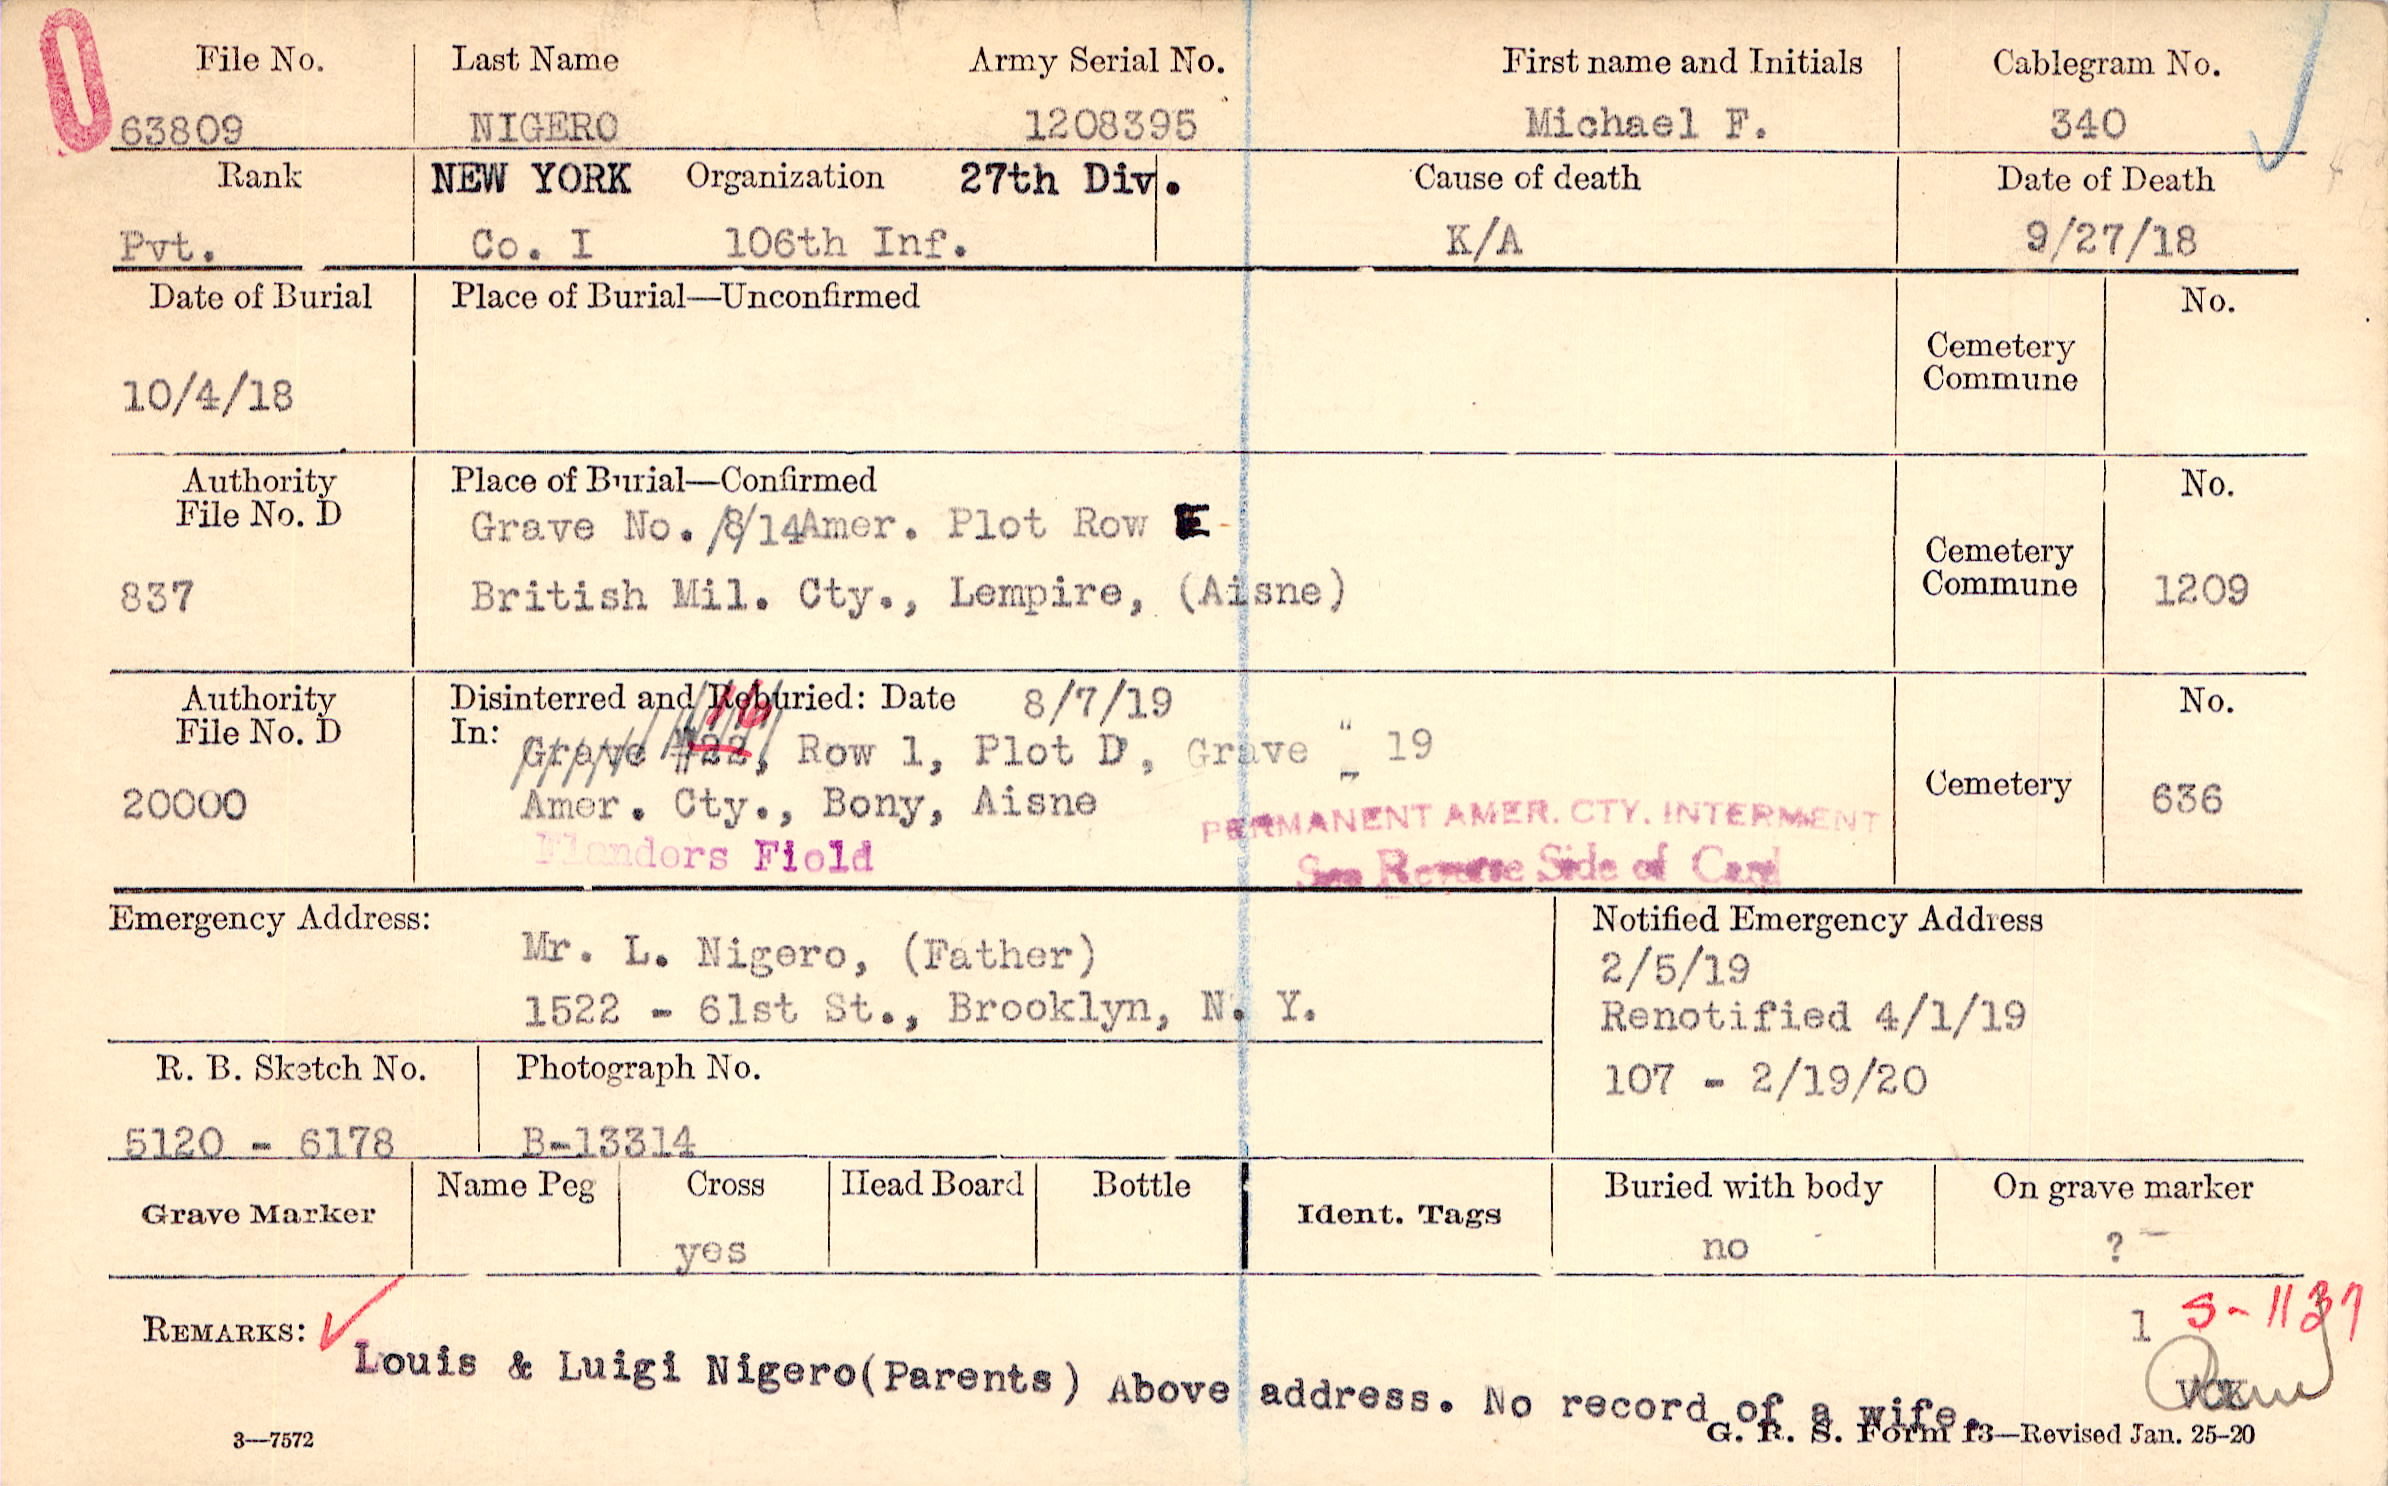 File No. Last Name Army Serial No. First name and Initials Cablegram No.
63809 NIGERO 1208395 Michael F. 340
Rank NEW YORK Organization 27th Div. Cause of death Date of Death
Pvt. Co. I 106th Inf. K/A 9/27/18
Date of Burial Place of Burial—Unconfirmed No.
Cemetery
Commune
10/4/18
Authority Place of Burial—Confirmed No.
File No. D Grave No. /8/14 Amer. Plot Row E
Cemetery
837 British Mil. Cty., Lempire, (Aisne) Commune 1209
Authority Disinterred and Reburied: Date 8/7/19 No.
16
File No. D In: Grave #22, Row 1, Plot D, Grave " 19
Cemetery
20000 Amer. Cty., Bony, Aisne 636
PERMANENT AMER. CTY. INTERMENT
Flandors Field
See Reverse Side of Card
Emergency Address: Notified Emergency Address
Mr. L. Nigero, (Father) 2/5/19
1522 - 61st St., Brooklyn, N. Y. Renotified 4/1/19
R. B. Sketch No. Photograph No. 107 - 2/19/20
5120 - 6178 B-13314
Grave Marker Name Peg Cross Head Board Bottle Ident. Tags Buried with body On grave marker
yes no ?
REMARKS: 1 S-1137
Louis & Luigi Nigero(Parents) Above address. No record of a wife.
3—7572 G. R. S. Form 13—Revised Jan. 25-20